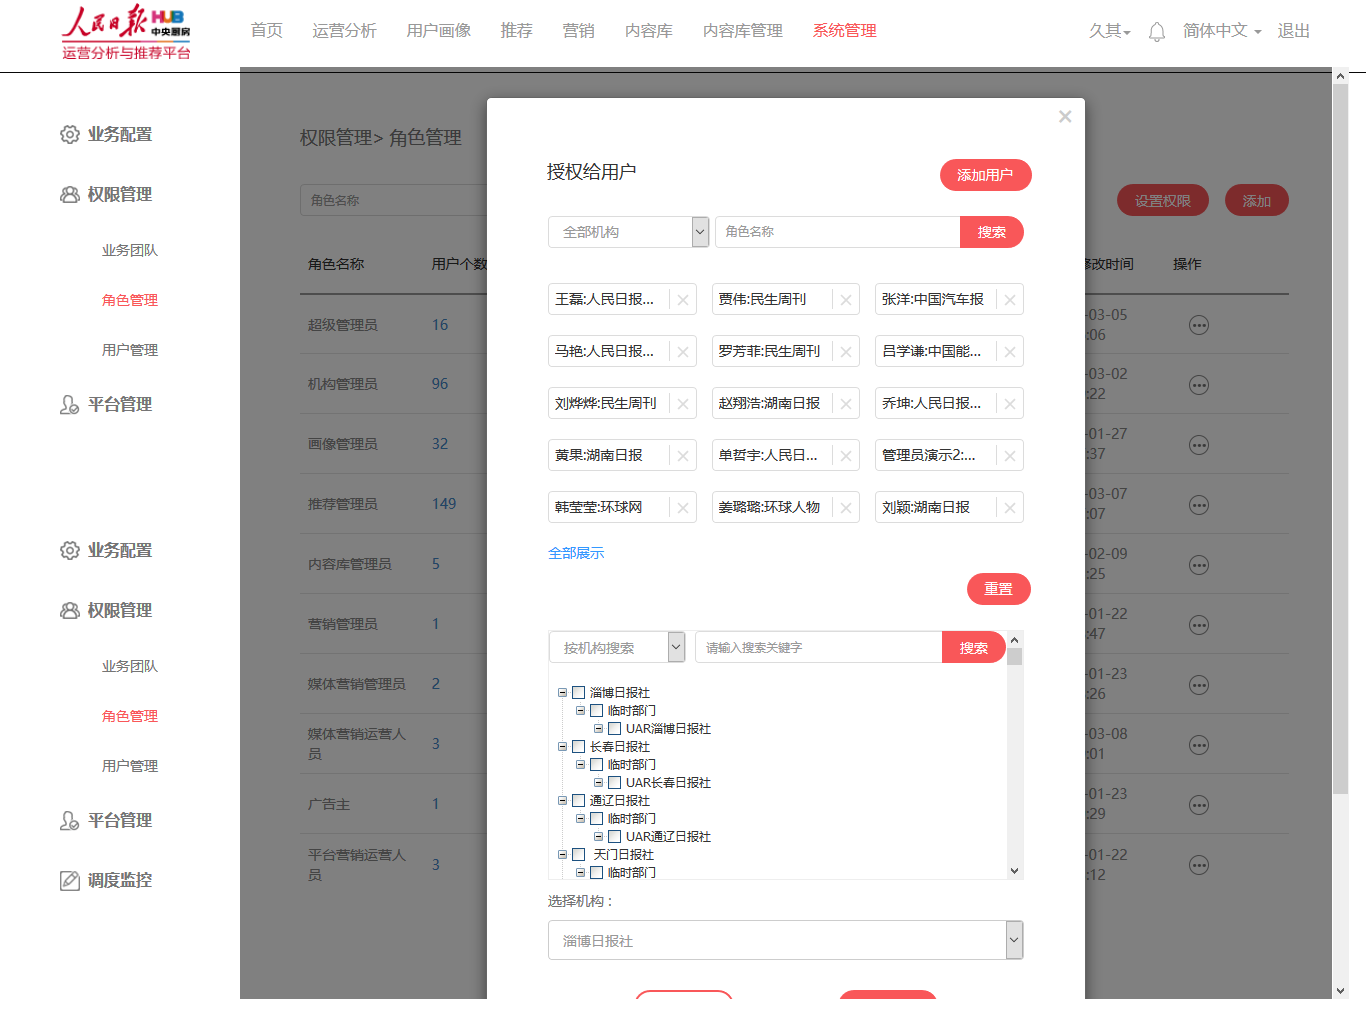 人民日报 HUB 中央厨房
运营分析与推荐平台
首页 运营分析 用户画像 推荐 营销 内容库 内容库管理 系统管理 久其 简体中文 退出
业务配置
权限管理
业务团队
角色管理
用户管理
平台管理
业务配置
权限管理
业务团队
角色管理
用户管理
平台管理
调度监控
权限管理> 角色管理
角色名称
设置权限 添加
角色名称 用户个数 修改时间 操作
超级管理员 16 -03-05
:06
机构管理员 96 -03-02
:22
画像管理员 32 -01-27
:37
推荐管理员 149 -03-07
:07
内容库管理员 5 -02-09
:25
营销管理员 1 -01-22
:47
媒体营销管理员 2 -01-23
:26
媒体营销运营人 3 -03-08
员 :01
广告主 1 -01-23
:29
平台营销运营人 3 -01-22
员 :12
授权给用户 添加用户
全部机构 角色名称 搜索
王磊:人民日报... 贾伟:民生周刊 张洋:中国汽车报
马艳:人民日报... 罗芳菲:民生周刊 吕学谦:中国能...
刘烨烨:民生周刊 赵翔浩:湖南日报 乔坤:人民日报...
黄果:湖南日报 单哲宇:人民日... 管理员演示2:...
韩莹莹:环球网 姜璐璐:环球人物 刘颖:湖南日报
全部展示
重置
按机构搜索 请输入搜索关键字 搜索
淄博日报社
临时部门
UAR淄博日报社
长春日报社
临时部门
UAR长春日报社
通辽日报社
临时部门
UAR通辽日报社
天门日报社
临时部门
选择机构：
淄博日报社